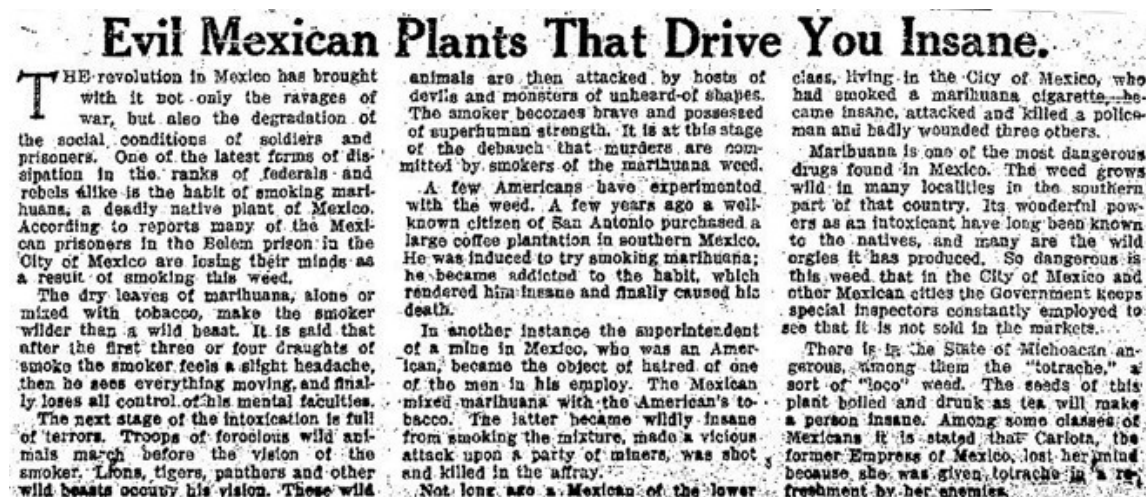 Evil Mexican Plants That Drive You Insane.
THE revolution in Mexico has brought
with it not only the ravages of
war, but also the degradation of
the social conditions of soldiers and
prisoners. One of the latest forms of dis-
sipation in the ranks of federals and
rebels alike is the habit of smoking mari-
huana, a deadly native plant of Mexico.
According to reports many of the Mexi-
can prisoners in the Belem prison in the
City of Mexico are losing their minds as
a result of smoking this weed.
The dry leaves of marihuana, alone or
mixed with tobacco, make the smoker
wilder than a wild beast. It is said that
after the first three or four draughts of
smoke the smoker feels a slight headache,
then he sees everything moving, and final-
ly loses all control of his mental faculties.
The next stage of the intoxication is full
of terrors. Troops of ferocious wild ani-
mals march before the vision of the
smoker. Lions, tigers, panthers and other
wild beasts occupy his vision. These wild
animals are then attacked by hosts of
devils and monsters of unheard-of shapes.
The smoker becomes brave and possessed
of superhuman strength. It is at this stage
of the debauch that murders are com-
mitted by smokers of the marihuana weed.
A few Americans have experimented
with the weed. A few years ago a well-
known citizen of San Antonio purchased a
large coffee plantation in southern Mexico.
He was induced to try smoking marihuana;
he became addicted to the habit, which
rendered him insane and finally caused his
death.
In another instance the superintendent
of a mine in Mexico, who was an Amer-
ican, became the object of hatred of one
of the men in his employ. The Mexican
mixed marihuana with the American's to-
bacco. The latter became wildly insane
from smoking the mixture, made a vicious
attack upon a party of miners, was shot
and killed in the affray.
Not long ago a Mexican of the lower
class, living in the City of Mexico, who
had smoked a marihuana cigarette, be-
came insane, attacked and killed a police-
man and badly wounded three others.
Marihuana is one of the most dangerous
drugs found in Mexico. The weed grows
wild in many localities in the southern
part of that country. Its wonderful pow-
ers as an intoxicant have long been known
to the natives, and many are the wild
orgies it has produced. So dangerous is
this weed that in the City of Mexico and
other Mexican cities the Government keeps
special inspectors constantly employed to
see that it is not sold in the markets.
There is in the State of Michoacan an-
gerous, among them the "totrache," a
sort of "loco" weed. The seeds of this
plant boiled and drunk as tea will make
a person insane. Among some classes of
Mexicans it is stated that Carlota, the
former Empress of Mexico, lost her mind
because she was given totrache in a re-
freshment by her enemies.